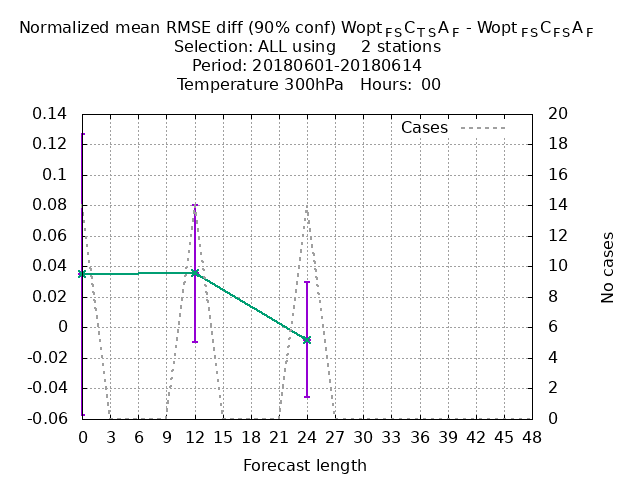 Normalized mean RMSE diff (90% conf) Wopt FS C TS A F - Wopt FS C FS A F
Selection: ALL using 2 stations
Period: 20180601-20180614
Temperature 300hPa Hours: 00
Cases
0.14
0.12
0.1
0.08
0.06
0.04
0.02
0
-0.02
-0.04
-0.06
20
18
16
14
12
10
8
6
4
2
0
No cases
0 3 6 9 12 15 18 21 24 27 30 33 36 39 42 45 48
Forecast length